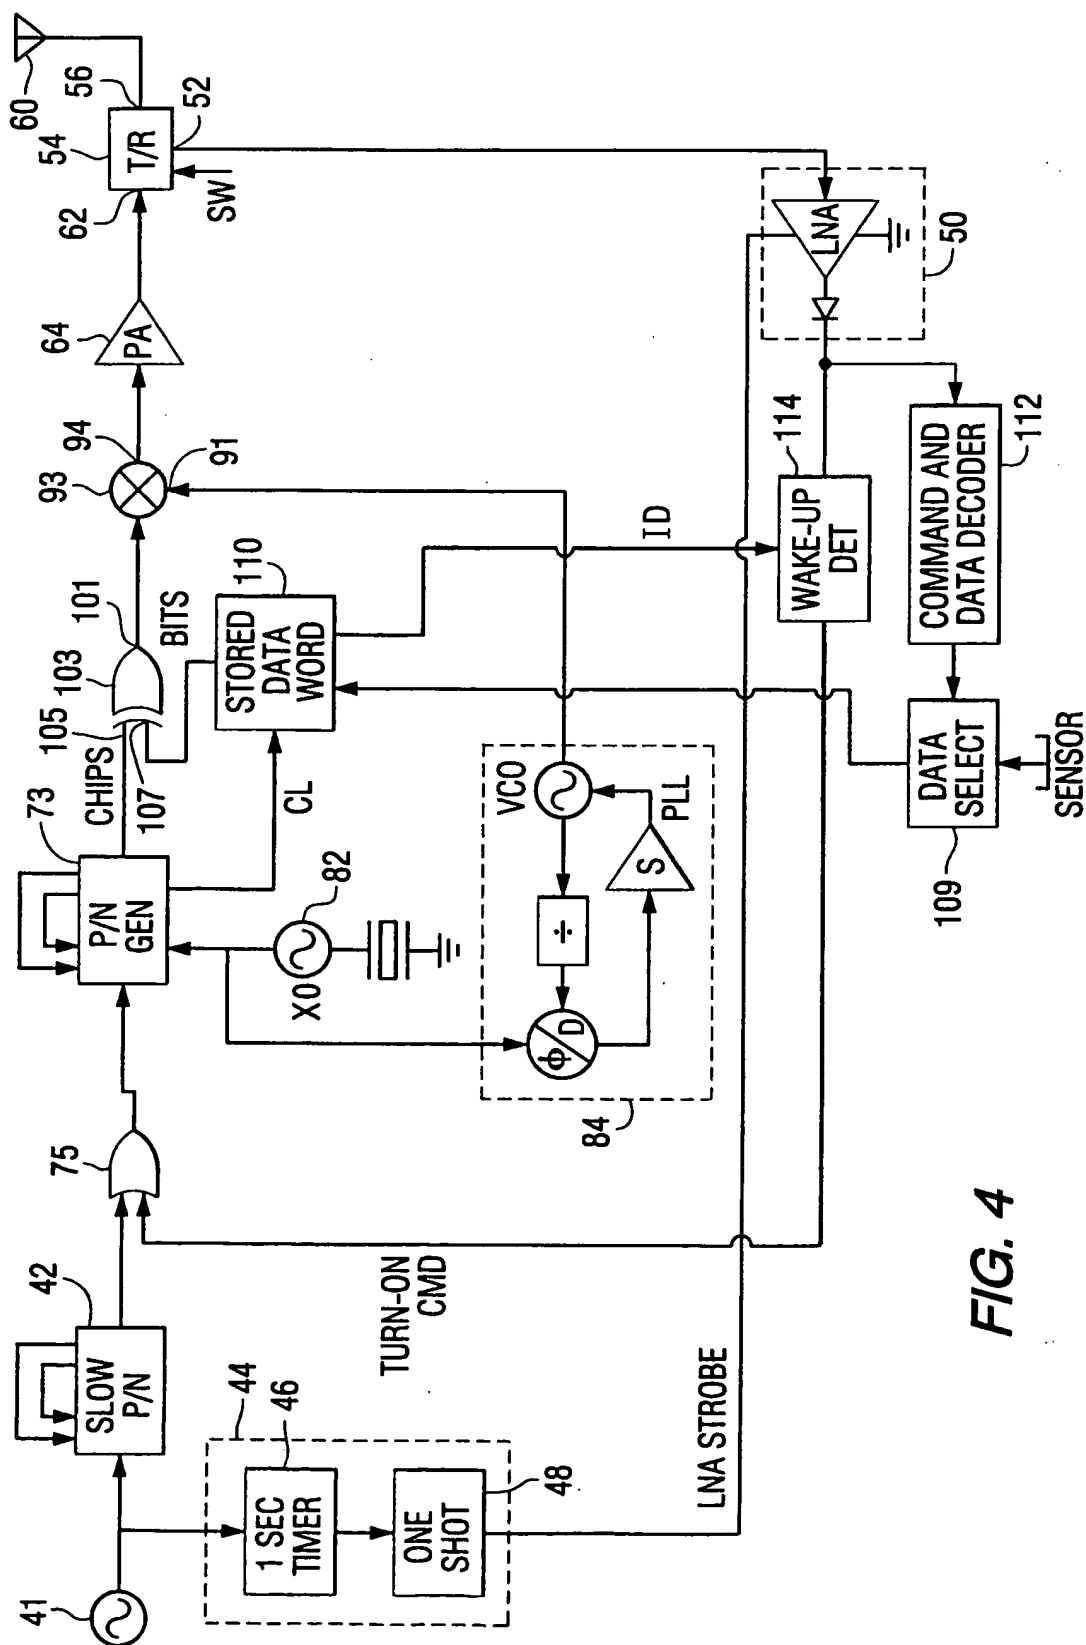 60
56
54
T/R
52
62
SW
64
PA
94
93
91
101
BITS
103
105
CHIPS
107
73
P/N
GEN
CL
110
STORED
DATA
WORD
ID
X0
82
VCO
PLL
÷
S
ϕ
D
84
75
42
SLOW
P/N
TURN-ON
CMD
41
44
46
1 SEC
TIMER
48
ONE
SHOT
LNA STROBE
LNA
50
114
WAKE-UP
DET
112
COMMAND AND
DATA DECODER
DATA
SELECT
109
SENSOR
FIG. 4